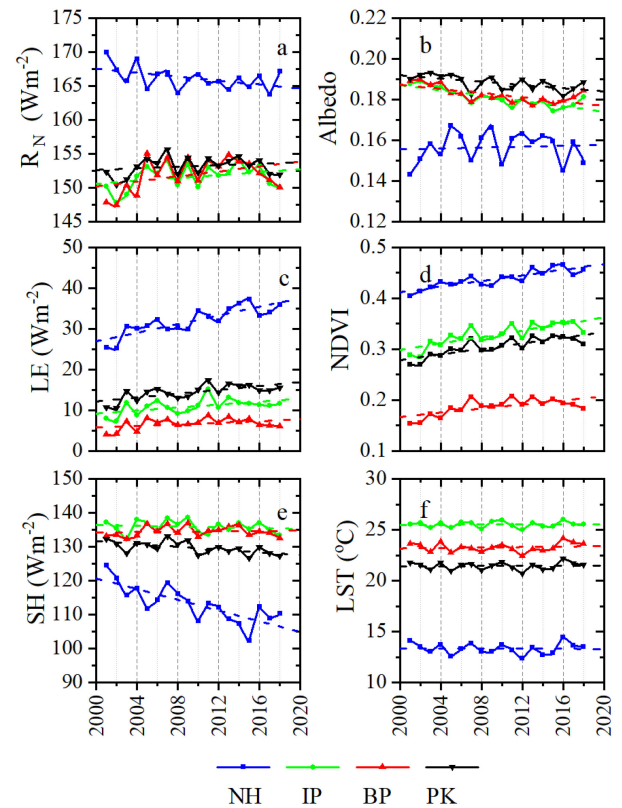 a
R_N (Wm⁻²)
175
170
165
160
155
150
145
b
Albedo
0.22
0.20
0.18
0.16
0.14
0.12
c
LE (Wm⁻²)
50
40
30
20
10
0
d
NDVI
0.5
0.4
0.3
0.2
0.1
e
SH (Wm⁻²)
150
140
130
120
110
100
90
2000 2004 2008 2012 2016 2020
f
LST (°C)
30
25
20
15
10
2000 2004 2008 2012 2016 2020
NH IP BP PK